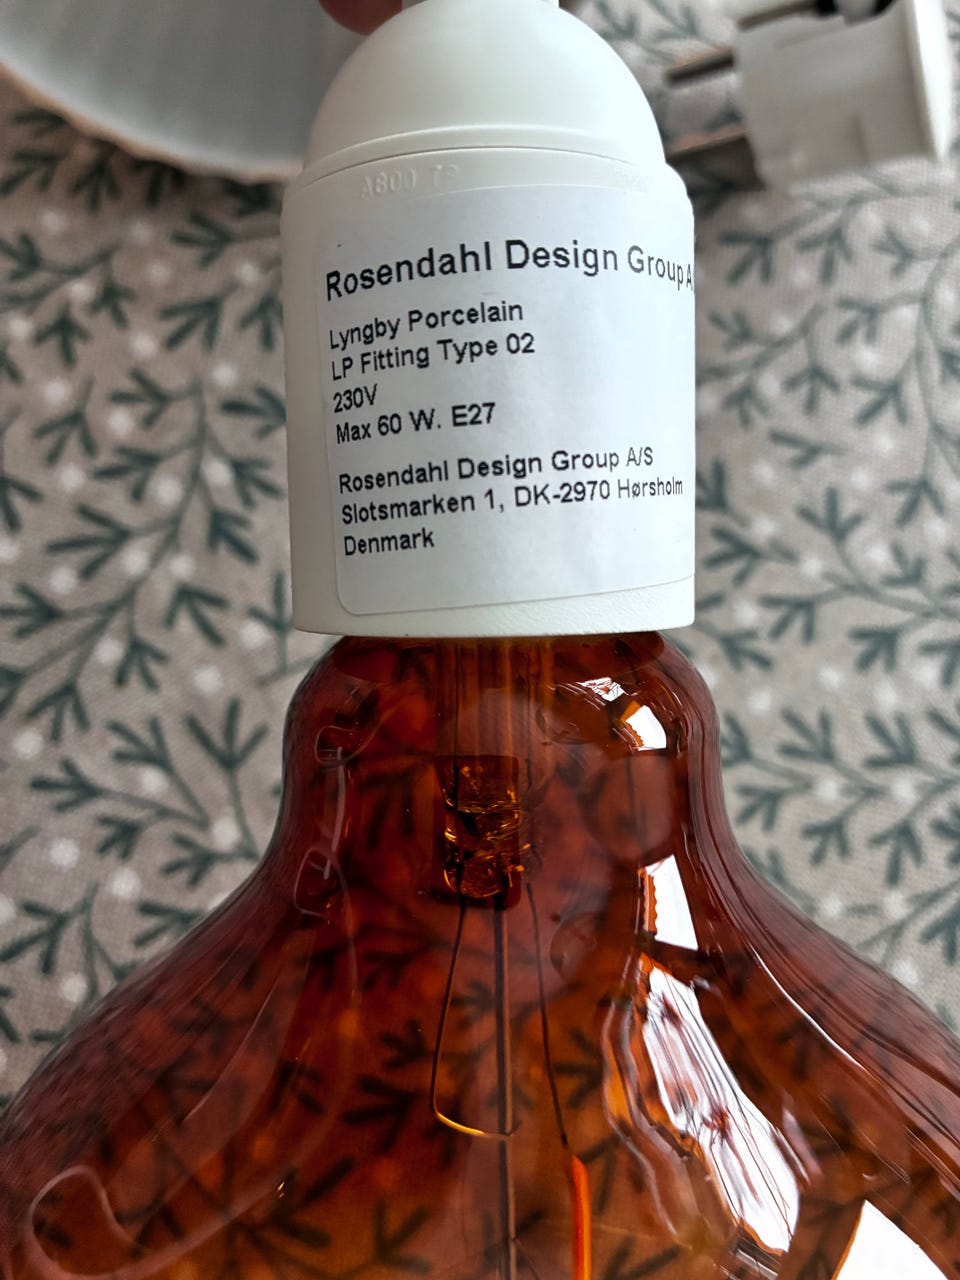 A800
Rosendahl Design Group A
Lyngby Porcelain
LP Fitting Type 02
230V
Max 60 W. E27
Rosendahl Design Group A/S
Slotsmarken 1, DK-2970 Hørsholm
Denmark